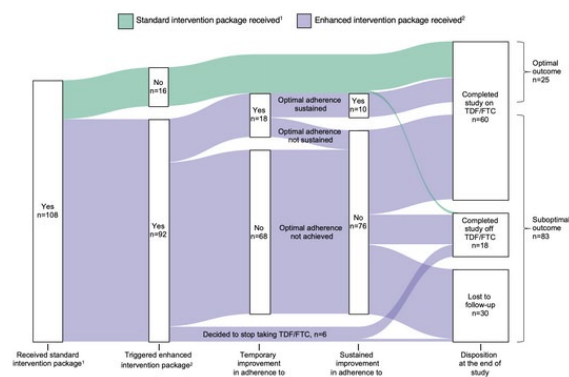 Standard intervention package received¹
Enhanced intervention package received²
No
n=16
Yes
n=108
Yes
n=92
Yes
n=18
No
n=68
Optimal adherence
sustained
Optimal adherence
not sustained
Optimal adherence
not achieved
Yes
n=10
No
n=76
Decided to stop taking TDF/FTC, n=6
Completed
study on
TDF/FTC
n=60
Completed
study off
TDF/FTC
n=18
Lost to
follow-up
n=30
Optimal
outcome
n=25
Suboptimal
outcome
n=83
Received standard
intervention package¹
Triggered enhanced
intervention package²
Temporary
improvement
in adherence to
Sustained
improvement
in adherence to
Disposition
at the end of
study